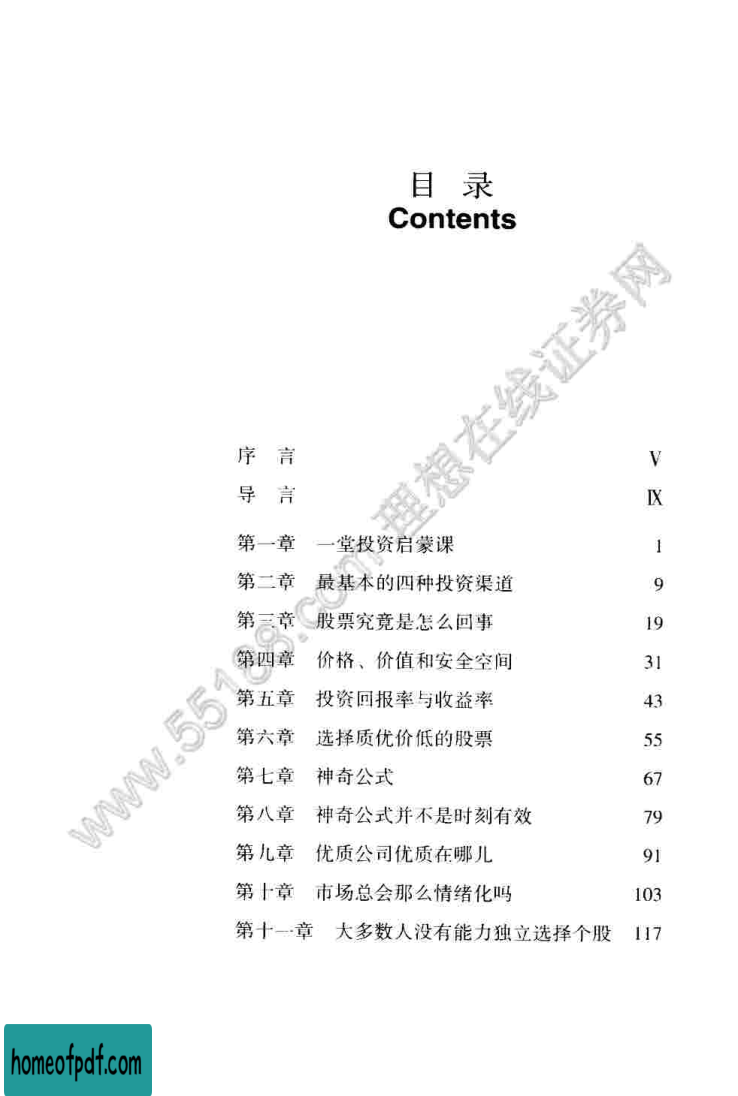 目 录
Contents
序 言 Ⅴ
导 言 Ⅸ
第一章 一堂投资启蒙课 1
第二章 最基本的四种投资渠道 9
第三章 股票究竟是怎么回事 19
第四章 价格、价值和安全空间 31
第五章 投资回报率与收益率 43
第六章 选择质优价低的股票 55
第七章 神奇公式 67
第八章 神奇公式并不是时刻有效 79
第九章 优质公司优质在哪儿 91
第十章 市场总会那么情绪化吗 103
第十一章 大多数人没有能力独立选择个股 117
www.55188.com 理想在线证券网
homeofpdf.com